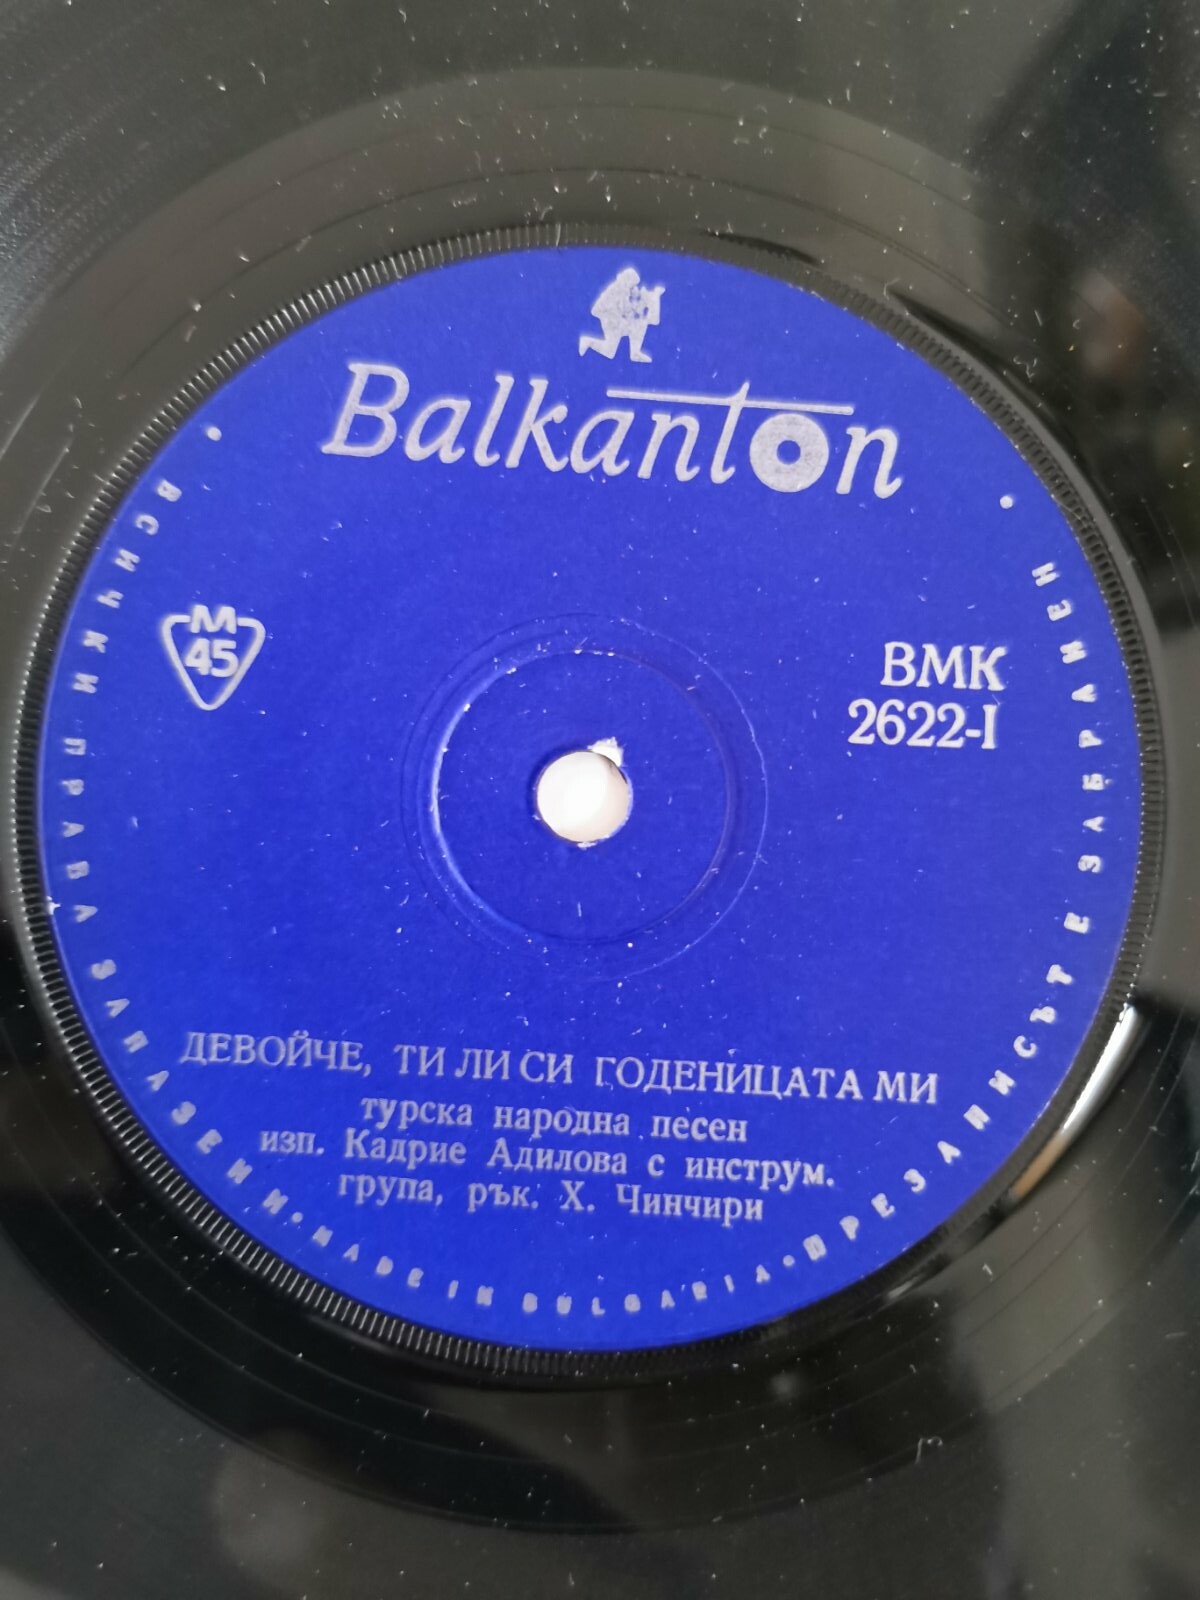 Balkanton
М
45
ВМК
2622-I
ДЕВОЙЧЕ, ТИ ЛИ СИ ГОДЕНИЦАТА МИ
турска народна песен
изп. Кадрие Адилова с инструм.
група, рък. Х. Чинчири
• ВСИЧКИ ПРАВА ЗАПАЗЕНИ • MADE IN BULGARIA • ПРЕЗАПИСЪТ Е ЗАБРАНЕН •